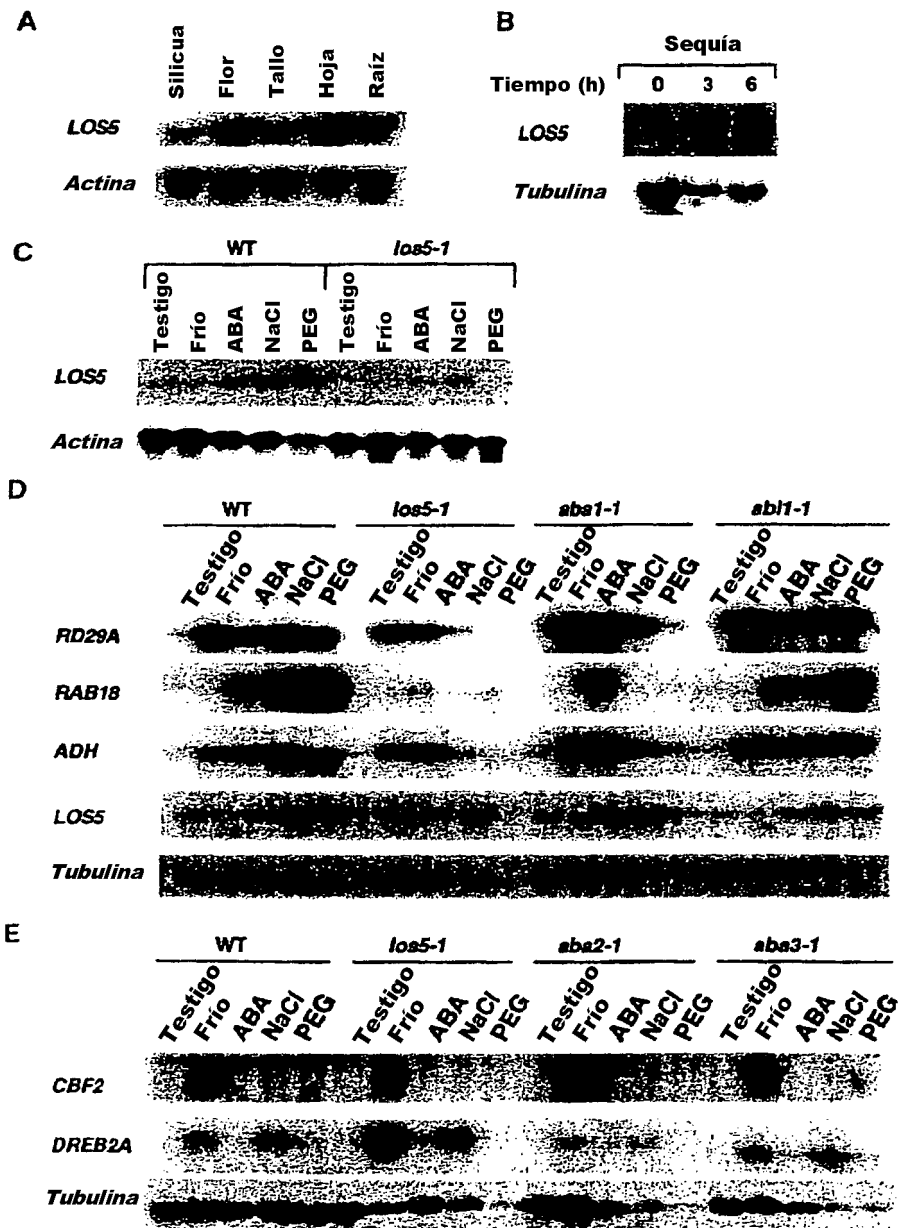 A
Silicua Flor Tallo Hoja Raíz
LOS5
Actina
B
Sequía
Tiempo (h) 0 3 6
LOS5
Tubulina
C
WT los5-1
Testigo Frío ABA NaCl PEG Testigo Frío ABA NaCl PEG
LOS5
Actina
D
WT los5-1 aba1-1 abi1-1
Testigo Frío ABA NaCl PEG Testigo Frío ABA NaCl PEG Testigo Frío ABA NaCl PEG Testigo Frío ABA NaCl PEG
RD29A
RAB18
ADH
LOS5
Tubulina
E
WT los5-1 aba2-1 aba3-1
Testigo Frío ABA NaCl PEG Testigo Frío ABA NaCl PEG Testigo Frío ABA NaCl PEG Testigo Frío ABA NaCl PEG
CBF2
DREB2A
Tubulina